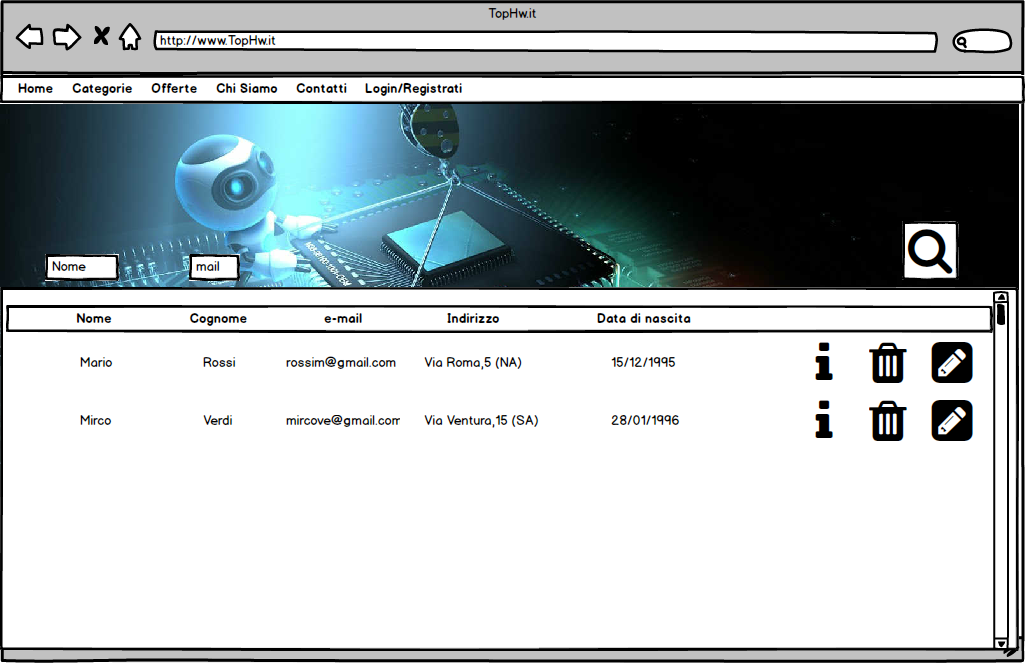 TopHw.it
http://www.TopHw.it
Home Categorie Offerte Chi Siamo Contatti Login/Registrati
Nome mail
Nome Cognome e-mail Indirizzo Data di nascita
Mario Rossi rossim@gmail.com Via Roma,5 (NA) 15/12/1995
Mirco Verdi mircove@gmail.com Via Ventura,15 (SA) 28/01/1996